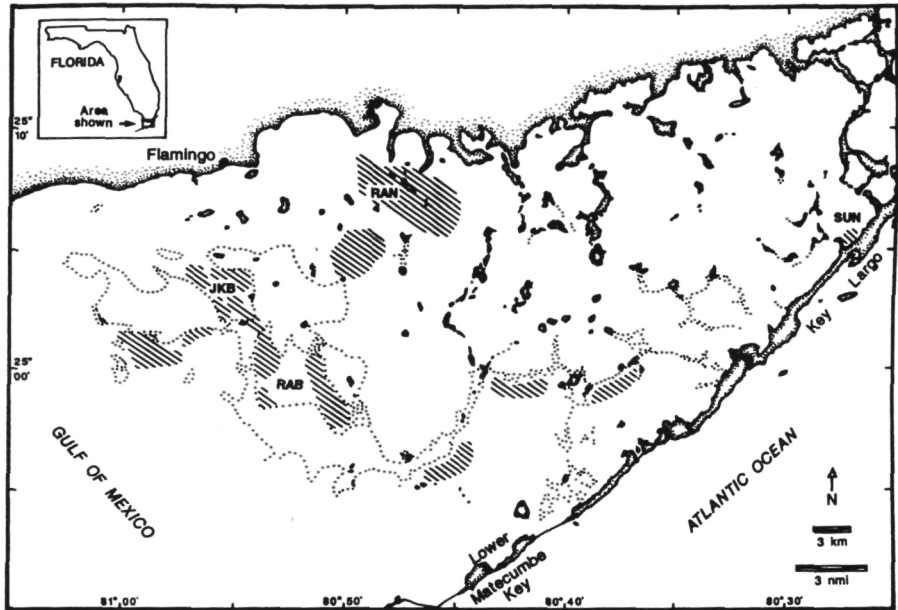 FLORIDA
Area
shown
25°
10'
Flamingo
RAN
SUN
JKB
Key Largo
25°
00'
RAB
GULF OF MEXICO
ATLANTIC OCEAN
N
3 km
3 nmi
Lower
Matecumbe
Key
81°00'
80°50'
80°40'
80°30'